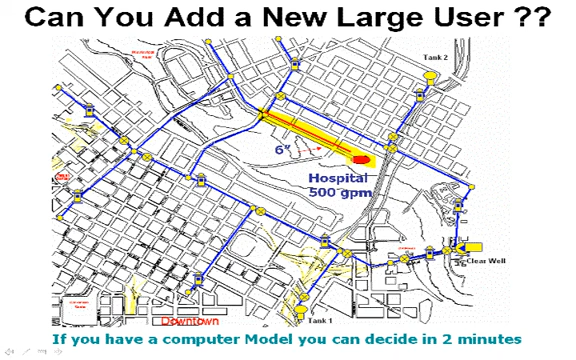 Can You Add a New Large User ??
Tank 2
6"
Hospital
500 gpm
Clear Well
Tank 1
Downtown
If you have a computer Model you can decide in 2 minutes